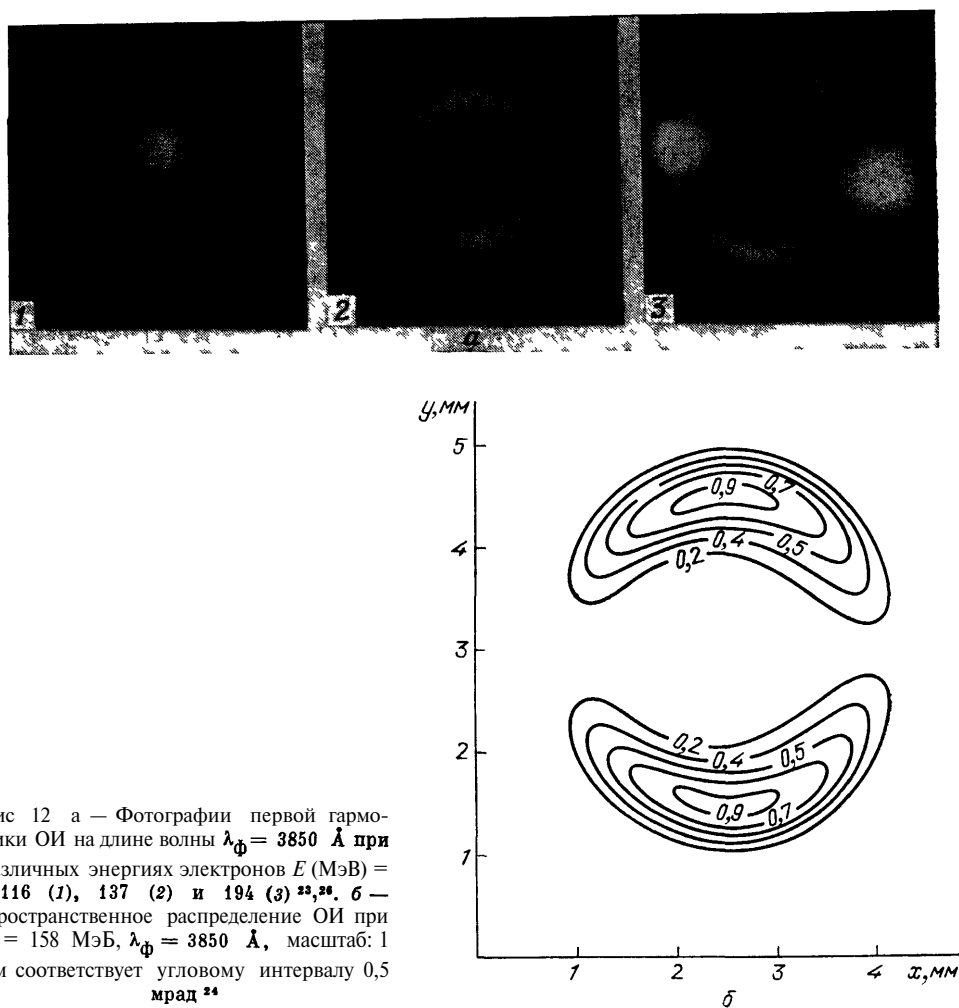 1 2 3
а
y, мм
5
0,9 0,7
4
0,4 0,5
0,2
3
2
0,2
0,4 0,5
0,9 0,7
1
1 2 3 4 x, мм
б
ис 12 а — Фотографии первой гармо-
ики ОИ на длине волны λф = 3850 Å при
азличных энергиях электронов E (МэВ) =
116 (1), 137 (2) и 194 (3) 23,26. б —
ространственное распределение ОИ при
= 158 МэБ, λф = 3850 Å, масштаб: 1
м соответствует угловому интервалу 0,5
мрад 24